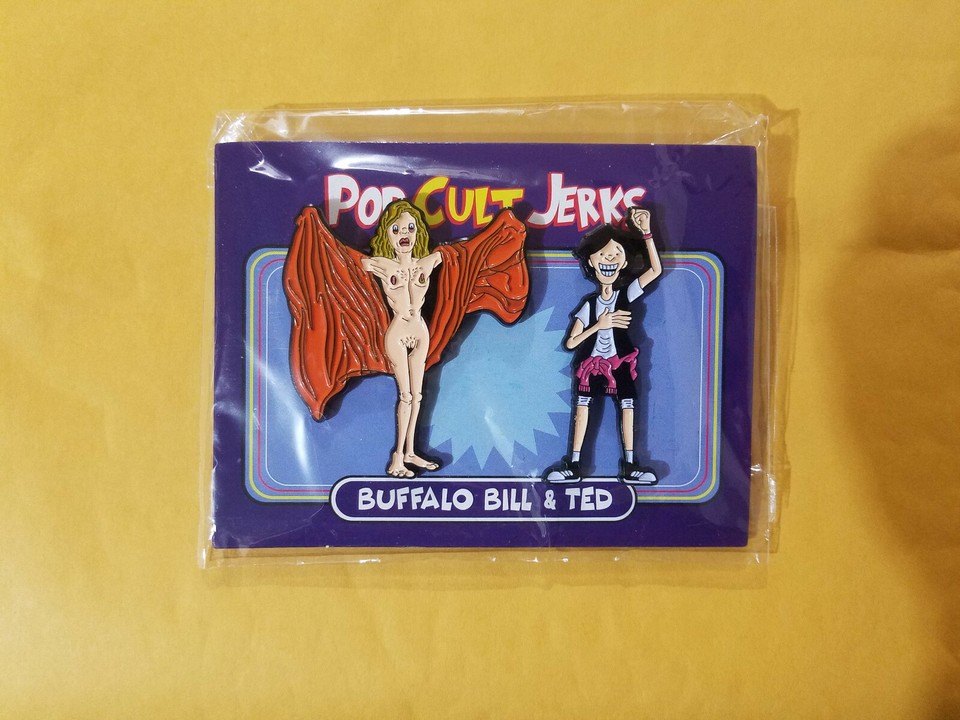 POP CULT JERKS
BUFFALO BILL & TED